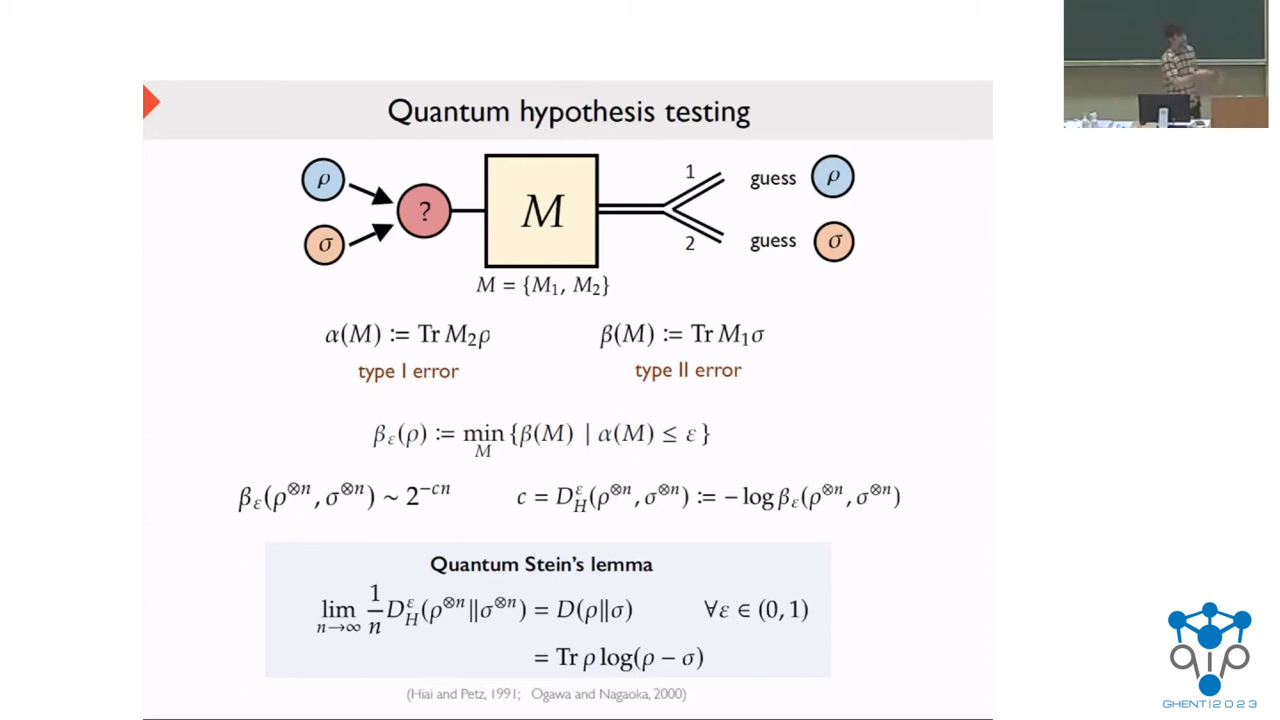 Quantum hypothesis testing
ρ
σ
?
M
1
2
guess ρ
guess σ
M = {M₁, M₂}
α(M) := Tr M₂ρ
β(M) := Tr M₁σ
type I error
type II error
β_ε(ρ) := min_M {β(M) | α(M) ≤ ε}
β_ε(ρ^{⊗n}, σ^{⊗n}) ~ 2^{-cn}
c = D_H^ε(ρ^{⊗n}, σ^{⊗n}) := − log β_ε(ρ^{⊗n}, σ^{⊗n})
Quantum Stein's lemma
lim_{n→∞} 1/n D_H^ε(ρ^{⊗n}‖σ^{⊗n}) = D(ρ‖σ) ∀ε ∈ (0, 1)
= Tr ρ log(ρ − σ)
(Hiai and Petz, 1991; Ogawa and Nagaoka, 2000)
qip
GHENT|2023